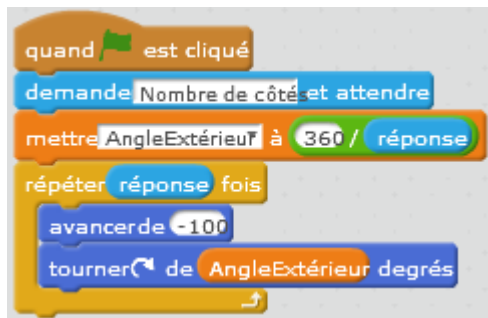 quand est cliqué
demande Nombre de côtés et attendre
mettre AngleExtérieur à 360 / réponse
répéter réponse fois
avancer de -100
tourner de AngleExtérieur degrés